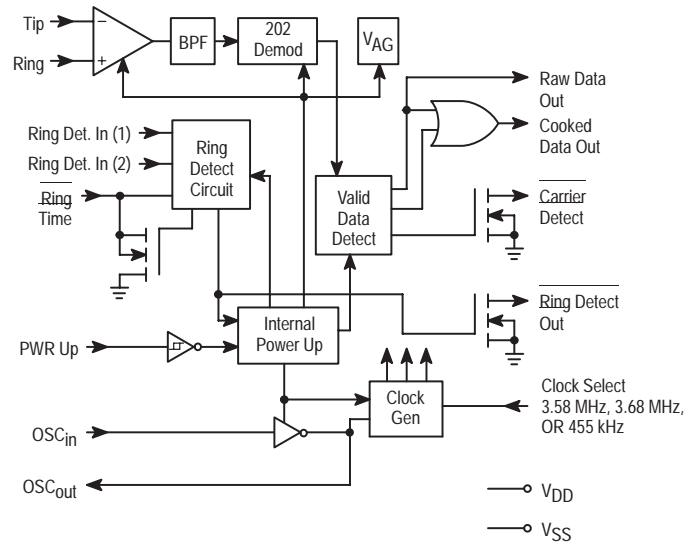 Tip
−
BPF
202
Demod
VAG
Ring
+
Raw Data
Out
Cooked
Data Out
Ring Det. In (1)
Ring Det. In (2)
Ring
Time
Ring
Detect
Circuit
Valid
Data
Detect
Carrier
Detect
Ring Detect
Out
Internal
Power Up
PWR Up
Clock
Gen
Clock Select
3.58 MHz, 3.68 MHz,
OR 455 kHz
OSCin
OSCout
VDD
VSS